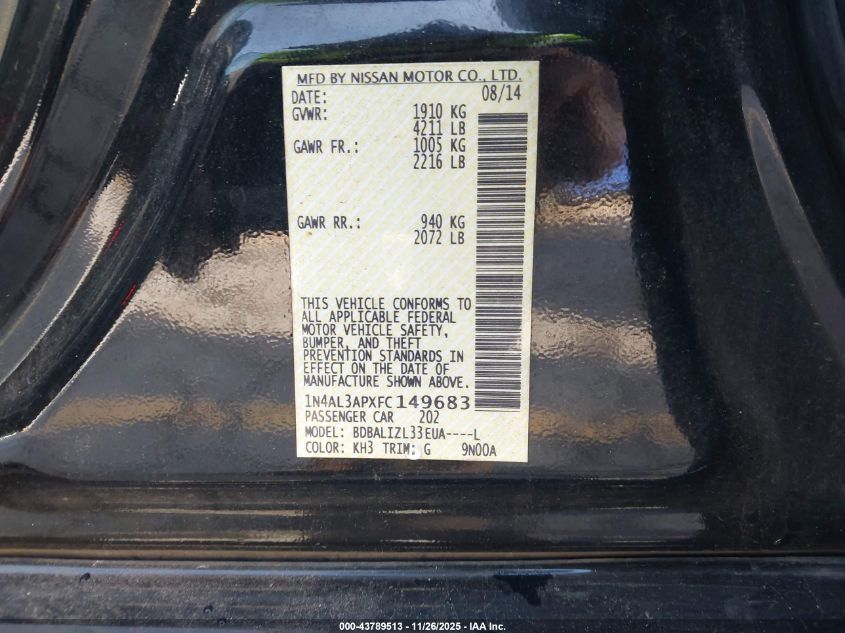 MFD BY NISSAN MOTOR CO., LTD.
DATE: 08/14
GVWR: 1910 KG
4211 LB
GAWR FR.: 1005 KG
2216 LB
GAWR RR.: 940 KG
2072 LB
THIS VEHICLE CONFORMS TO
ALL APPLICABLE FEDERAL
MOTOR VEHICLE SAFETY,
BUMPER, AND THEFT
PREVENTION STANDARDS IN
EFFECT ON THE DATE OF
MANUFACTURE SHOWN ABOVE.
1N4AL3APXFC149683
PASSENGER CAR 202
MODEL: BDBALIZL33EUA----L
COLOR: KH3 TRIM: G 9N00A
000-43789513 - 11/26/2025 - IAA Inc.